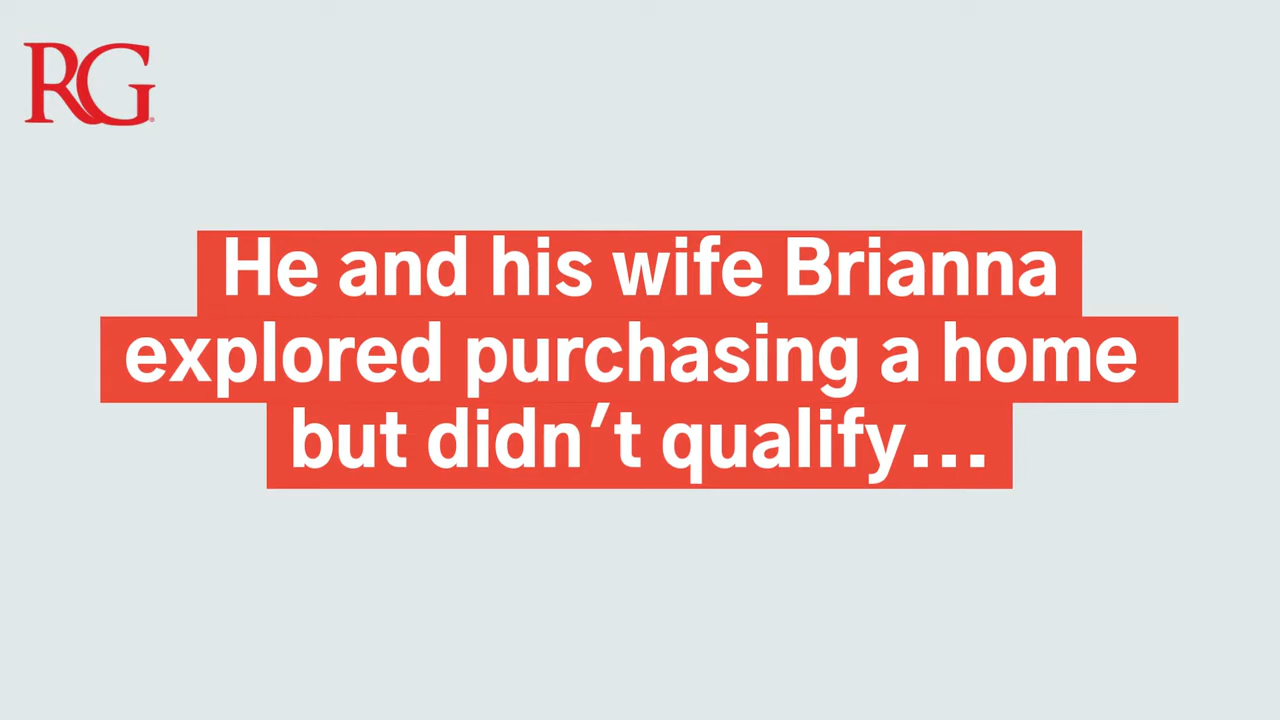 RG
He and his wife Brianna
explored purchasing a home
but didn't qualify...